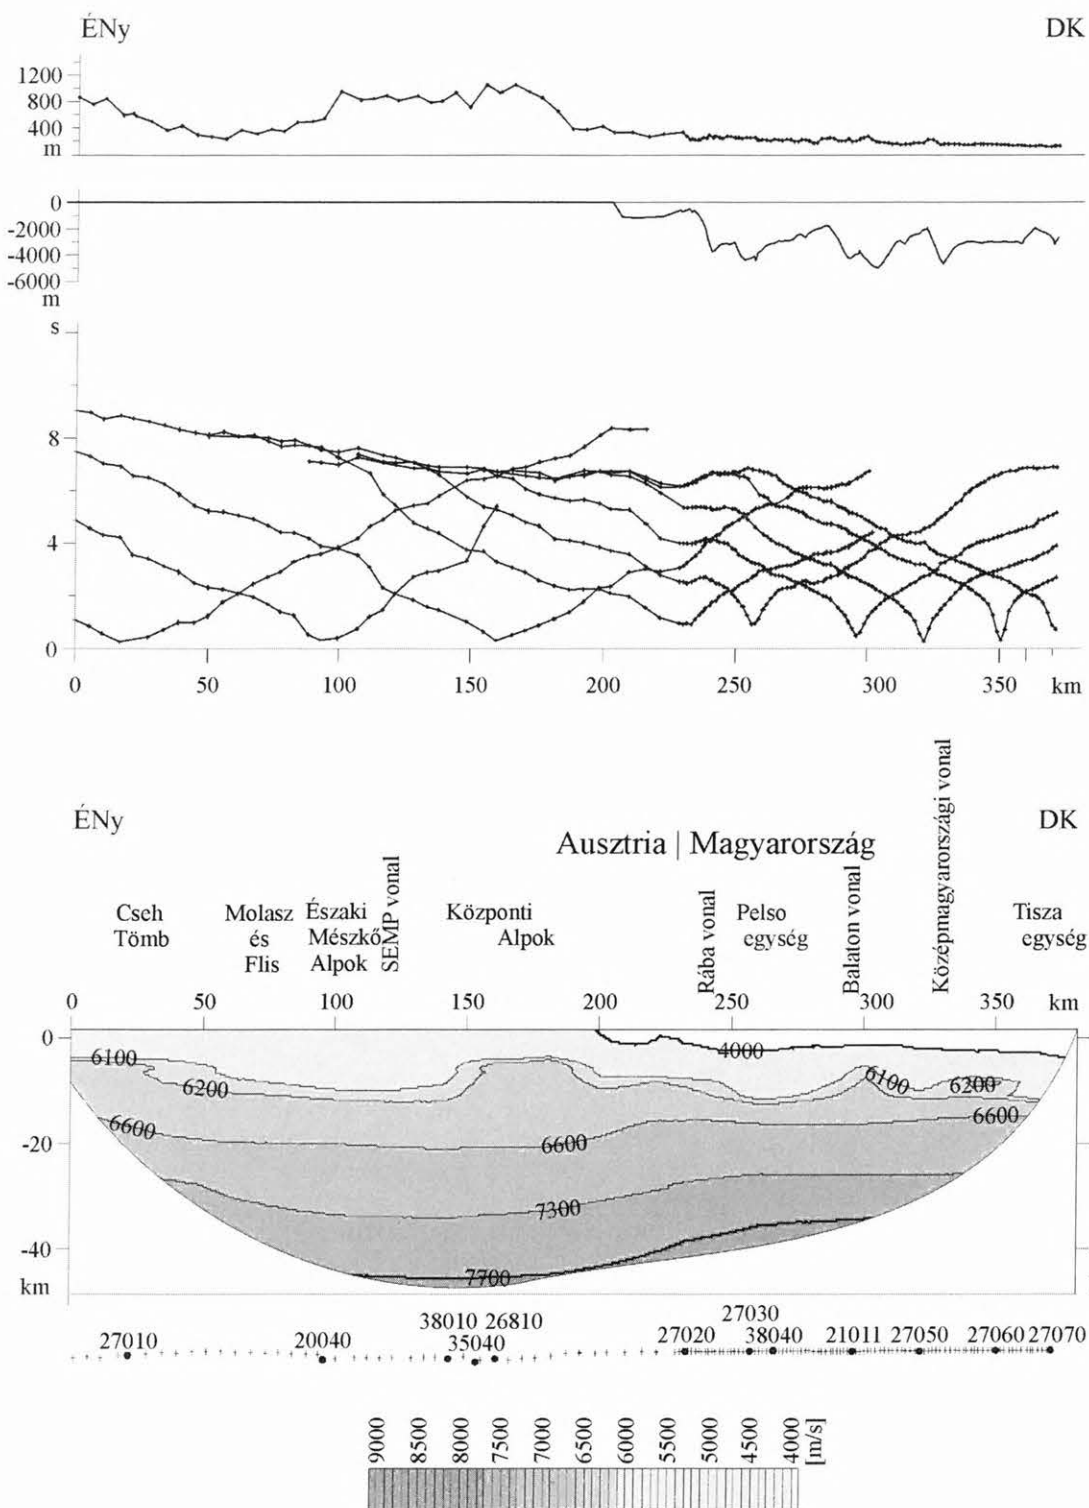 ÉNy DK
1200
800
400
m
0
-2000
-4000
-6000
m
s
8
4
0
0 50 100 150 200 250 300 350 km
ÉNy DK
Ausztria | Magyarország
Cseh Tömb
Molasz és Flis
Északi Mészkő Alpok
SEMP vonal
Központi Alpok
Rába vonal
Pelso egység
Balaton vonal
Középmagyarországi vonal
Tisza egység
0 50 100 150 200 250 300 350 km
0
-20
-40
km
6100
6200
6600
4000
6100
6200
6600
6600
7300
7700
27010 20040 38010 35040 26810 27020 27030 38040 21011 27050 27060 27070
9000 8500 8000 7500 7000 6500 6000 5500 5000 4500 4000 [m/s]